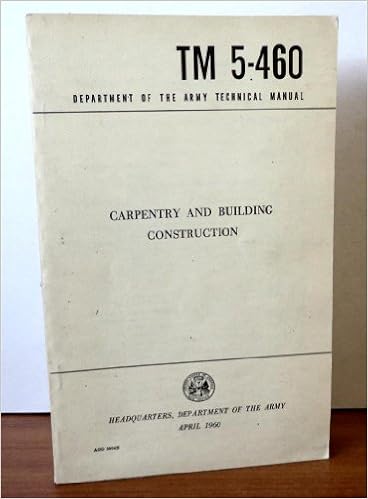 TM 5-460
DEPARTMENT OF THE ARMY TECHNICAL MANUAL
CARPENTRY AND BUILDING
CONSTRUCTION
HEADQUARTERS, DEPARTMENT OF THE ARMY
APRIL 1960